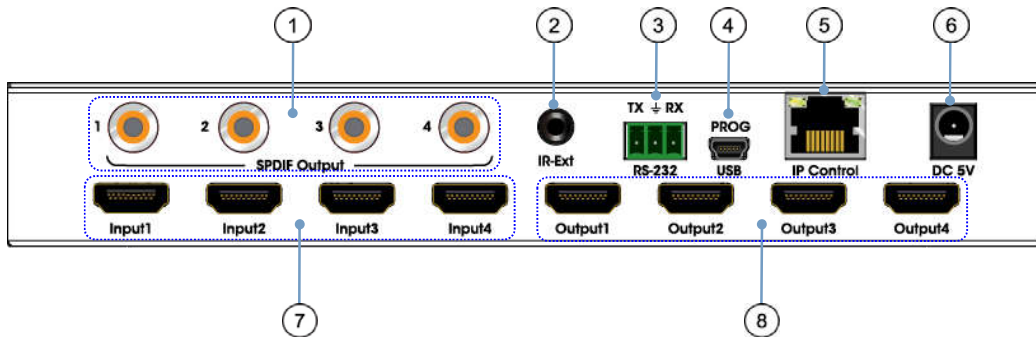 1 2 3 4 5 6
TX ⏚ RX
1 2 3 4 PROG
IR-Ext
SPDIF Output RS-232 USB IP Control DC 5V
Input1 Input2 Input3 Input4 Output1 Output2 Output3 Output4
7 8